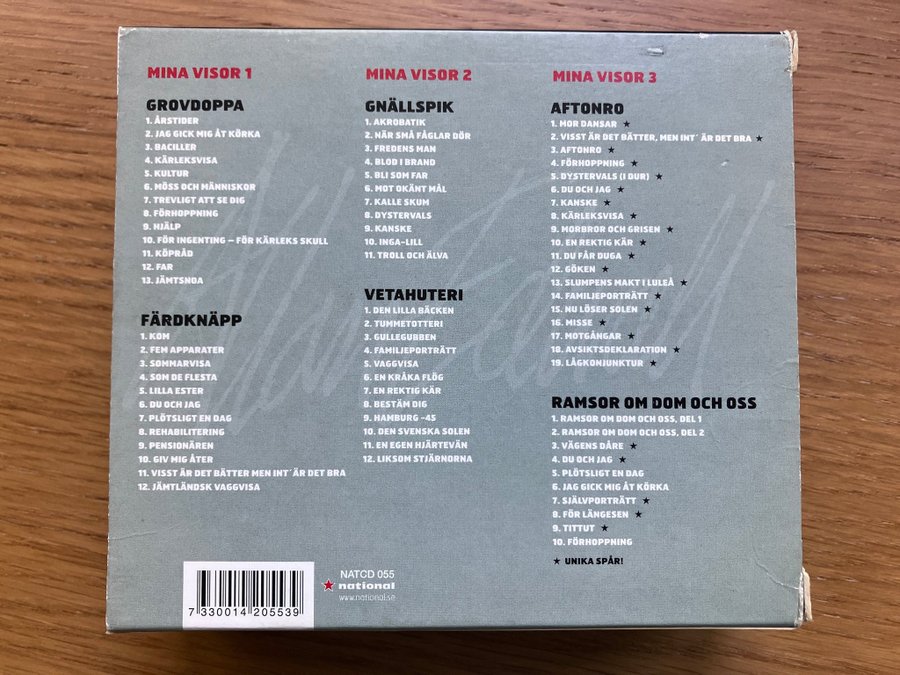 MINA VISOR 1
GROVDOPPA
1. ÅRSTIDER
2. JAG GICK MIG ÅT KÖRKA
3. BACILLER
4. KÄRLEKSVISA
5. KULTUR
6. MÖSS OCH MÄNNISKOR
7. TREVLIGT ATT SE DIG
8. FÖRHOPPNING
9. HJÄLP
10. FÖR INGENTING – FÖR KÄRLEKS SKULL
11. KÖPRÅD
12. FAR
13. JÄMTSNOA
FÄRDKNÄPP
1. KOM
2. FEM APPARATER
3. SOMMARVISA
4. SOM DE FLESTA
5. LILLA ESTER
6. DU OCH JAG
7. PLÖTSLIGT EN DAG
8. REHABILITERING
9. PENSIONÄREN
10. GIV MIG ÅTER
11. VISST ÄR DET BÄTTER MEN INT´ÄR DET BRA
12. JÄMTLÄNDSK VAGGVISA
MINA VISOR 2
GNÄLLSPIK
1. AKROBATIK
2. NÄR SMÅ FÅGLAR DÖR
3. FREDENS MAN
4. BLOD I BRAND
5. BLI SOM FAR
6. MOT OKÄNT MÅL
7. KALLE SKUM
8. DYSTERVALS
9. KANSKE
10. INGA-LILL
11. TROLL OCH ÄLVA
VETAHUTERI
1. DEN LILLA BÄCKEN
2. TUMMETOTTERI
3. GULLEGUBBEN
4. FAMILJEPORTRÄTT
5. VAGGVISA
6. EN KRÅKA FLÖG
7. EN REKTIG KÄR
8. BESTÄM DIG
9. HAMBURG -45
10. DEN SVENSKA SOLEN
11. EN EGEN HJÄRTEVÄN
12. LIKSOM STJÄRNORNA
MINA VISOR 3
AFTONRO
1. MOR DANSAR ★
2. VISST ÄR DET BÄTTER, MEN INT´ÄR DET BRA ★
3. AFTONRO ★
4. FÖRHOPPNING ★
5. DYSTERVALS (I DUR) ★
6. DU OCH JAG ★
7. KANSKE ★
8. KÄRLEKSVISA ★
9. MORBROR OCH GRISEN ★
10. EN REKTIG KÄR ★
11. DU FÅR DUGA ★
12. GÖKEN ★
13. SLUMPENS MAKT I LULEÅ ★
14. FAMILJEPORTRÄTT ★
15. NU LÖSER SOLEN ★
16. MISSE ★
17. MOTGÅNGAR ★
18. AVSIKTSDEKLARATION ★
19. LÅGKONJUNKTUR ★
RAMSOR OM DOM OCH OSS
1. RAMSOR OM DOM OCH OSS, DEL 1
2. RAMSOR OM DOM OCH OSS, DEL 2
3. VÄGENS DÅRE ★
4. DU OCH JAG ★
5. PLÖTSLIGT EN DAG
6. JAG GICK MIG ÅT KÖRKA
7. SJÄLVPORTRÄTT ★
8. FÖR LÄNGESEN ★
9. TITTUT ★
10. FÖRHOPPNING
★ UNIKA SPÅR!
7 330014 205539
NATCD 055
★ national
www.national.se